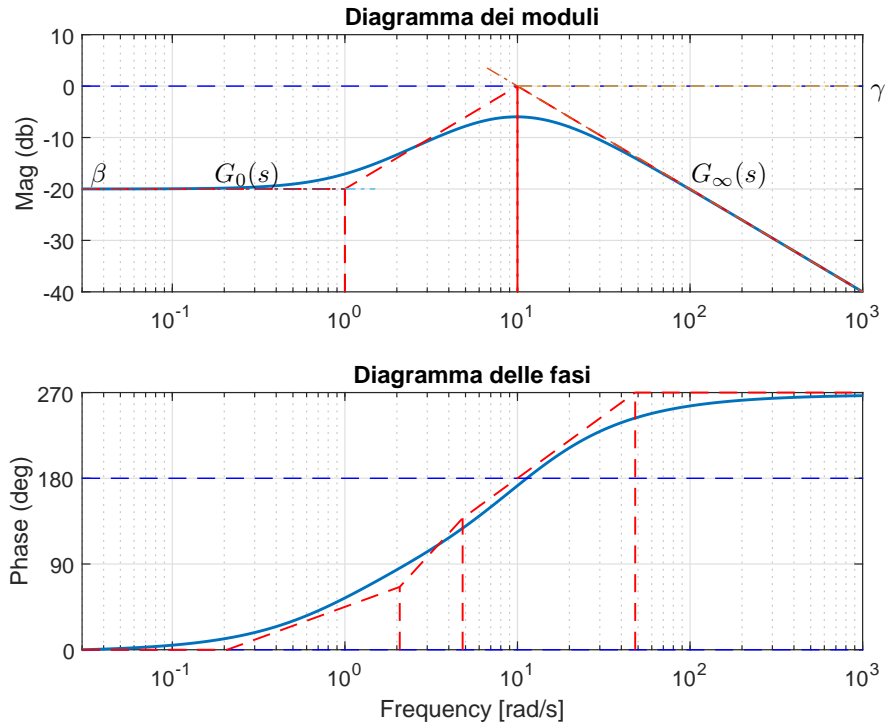 Diagramma dei moduli
Mag (db)
10
0
-10
-20
-30
-40
β
G₀(s)
G∞(s)
γ
10⁻¹
10⁰
10¹
10²
10³
Diagramma delle fasi
Phase (deg)
270
180
90
0
10⁻¹
10⁰
10¹
10²
10³
Frequency [rad/s]